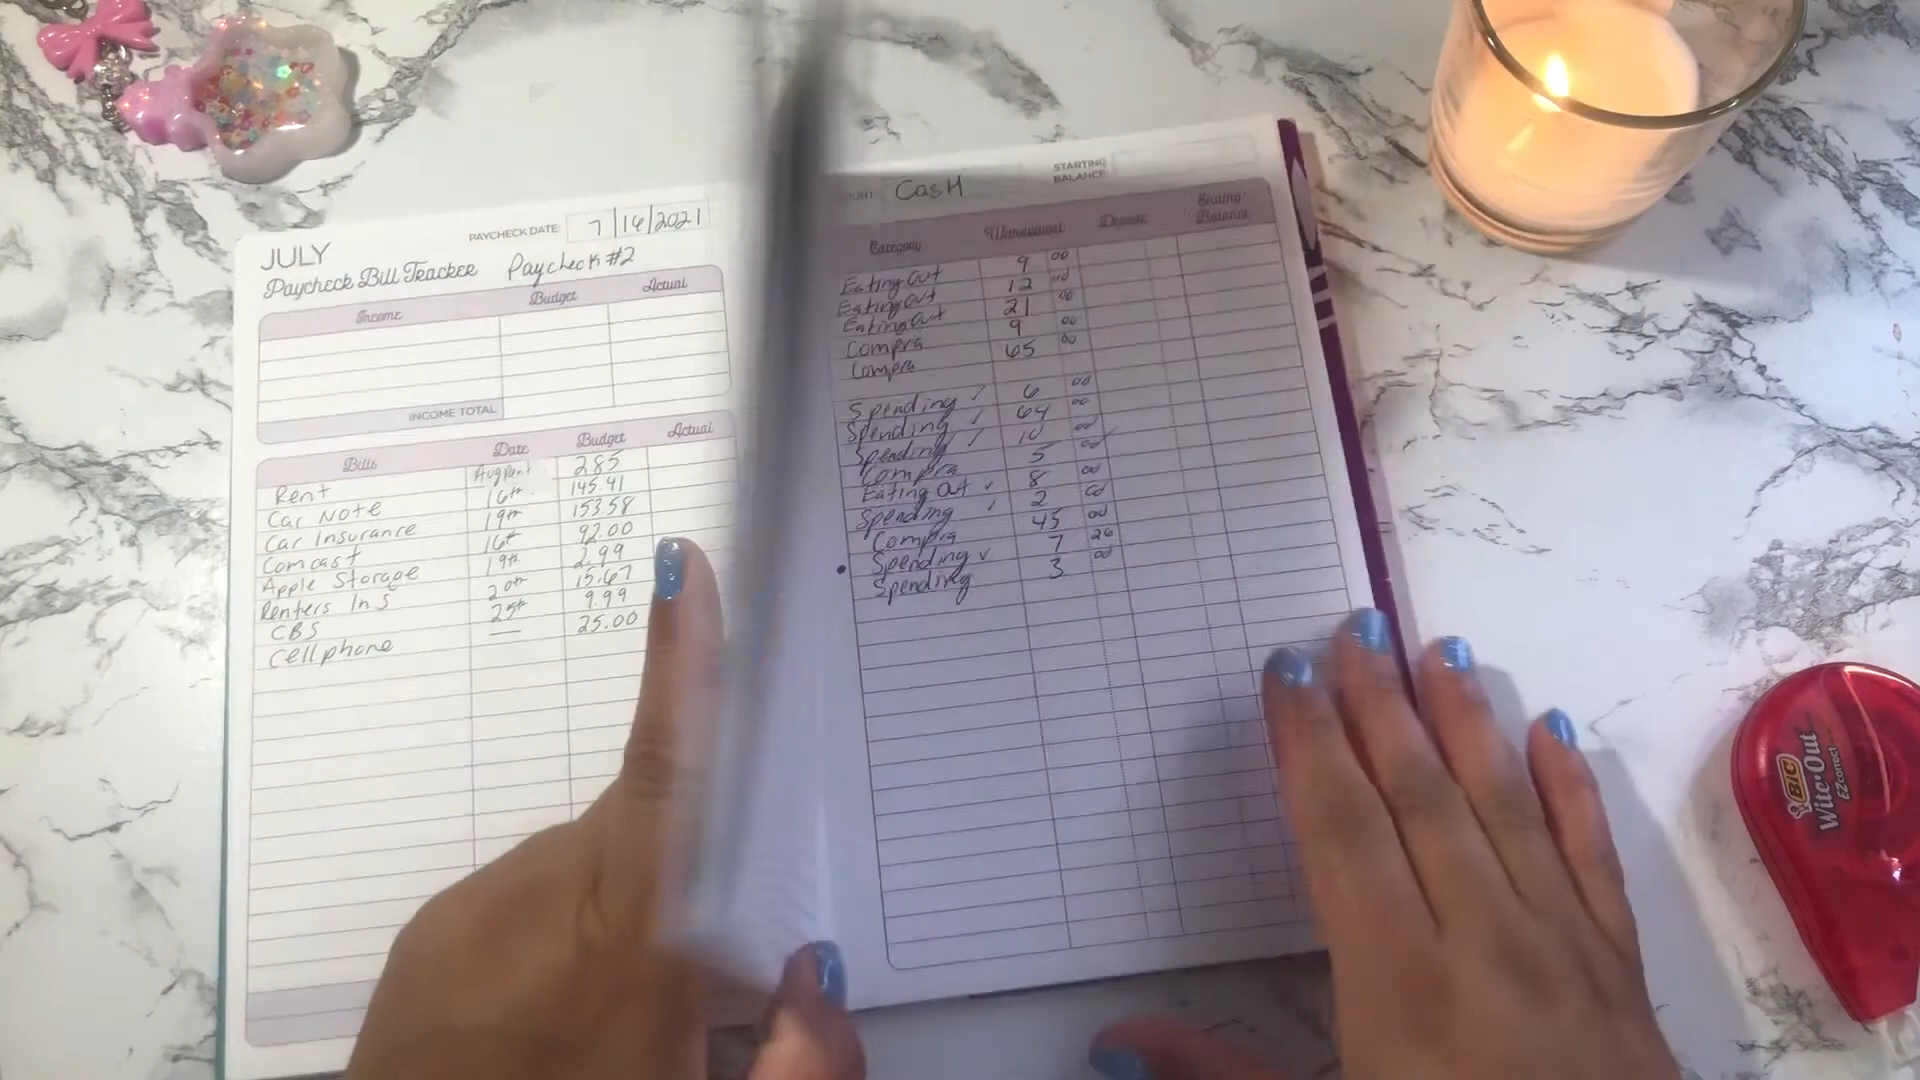 JULY
PAYCHECK DATE: 7|16|2021
Paycheck Bill Tracker Paycheck #2
Income Budget Actual
INCOME TOTAL
Bills Date Budget Actual
Rent Aug Rent 285
Car Note 16th 145.41
Car Insurance 19th 153.58
Comcast 16th 92.00
Apple Storage 19th 2.99
Renters Ins 20th 15.67
CBS 25th 9.99
Cellphone — 25.00
CasH STARTING BALANCE
Category Withdrawal Ending Balance
Eating Out 9 00
Eating Out 12 00
Eating Out 21 00
Compra 9 00
Compra 65 00
Spending 6 00
Spending 64 00
Spending 10 00
Compra 5 00
Eating Out 8 00
Spending 2 00
Compra 45 00
Spending 7 26
Spending 3 00
BIC
Wite·Out
EZcorrect